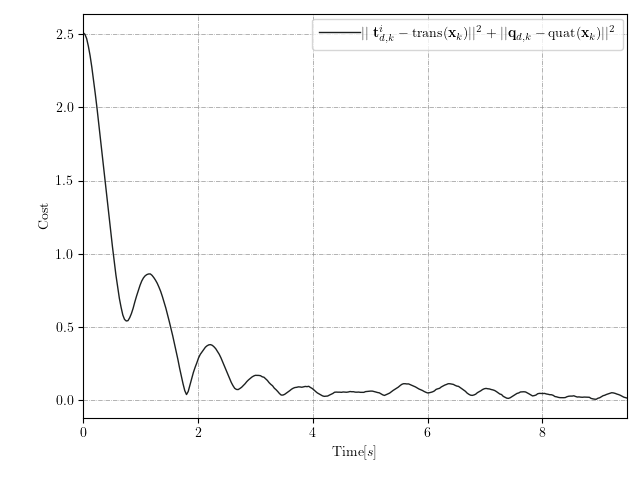 || t^i_{d,k} − trans(x_k)||^2 + ||q_{d,k} − quat(x_k)||^2
2.5
2.0
1.5
1.0
0.5
0.0
Cost
0 2 4 6 8
Time[s]